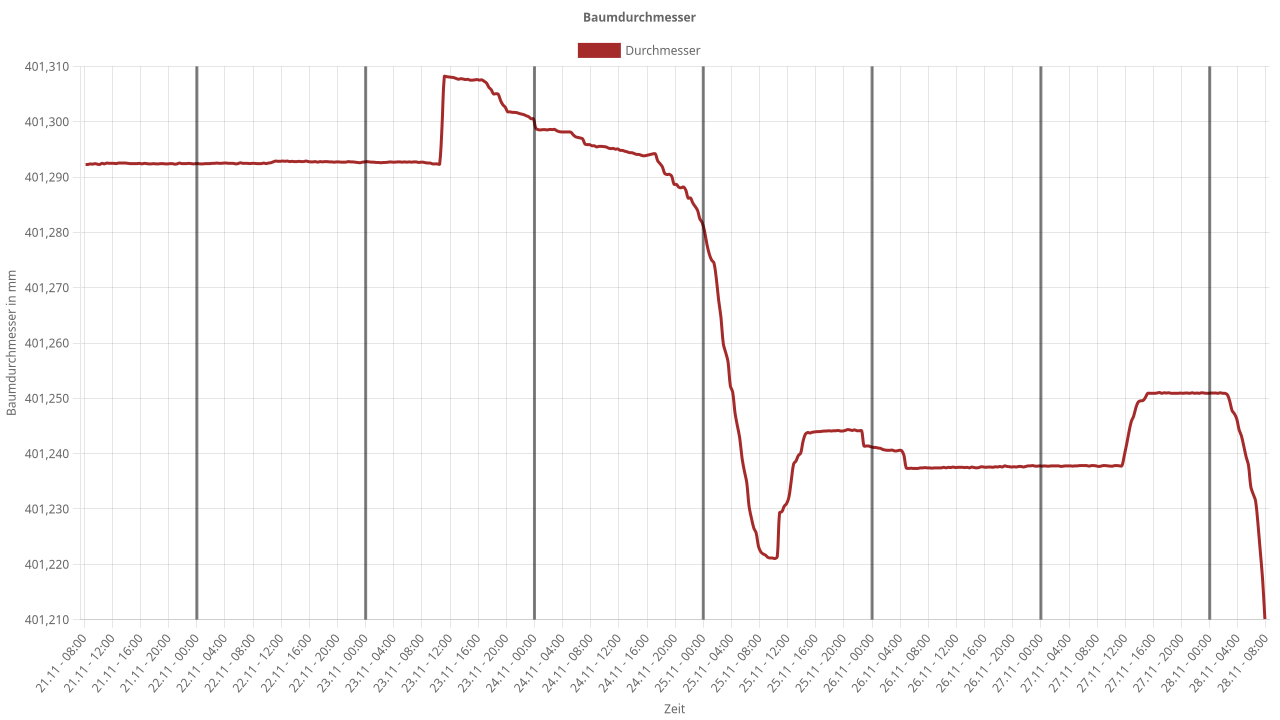 Baumdurchmesser
Durchmesser
401,310
401,300
401,290
401,280
401,270
401,260
401,250
401,240
401,230
401,220
401,210
Baumdurchmesser in mm
21.11 - 08:00
21.11 - 12:00
21.11 - 16:00
21.11 - 20:00
22.11 - 00:00
22.11 - 04:00
22.11 - 08:00
22.11 - 12:00
22.11 - 16:00
22.11 - 20:00
23.11 - 00:00
23.11 - 04:00
23.11 - 08:00
23.11 - 12:00
23.11 - 16:00
23.11 - 20:00
24.11 - 00:00
24.11 - 04:00
24.11 - 08:00
24.11 - 12:00
24.11 - 16:00
24.11 - 20:00
25.11 - 00:00
25.11 - 04:00
25.11 - 08:00
25.11 - 12:00
25.11 - 16:00
25.11 - 20:00
26.11 - 00:00
26.11 - 04:00
26.11 - 08:00
26.11 - 12:00
26.11 - 16:00
26.11 - 20:00
27.11 - 00:00
27.11 - 04:00
27.11 - 08:00
27.11 - 12:00
27.11 - 16:00
27.11 - 20:00
28.11 - 00:00
28.11 - 04:00
28.11 - 08:00
Zeit